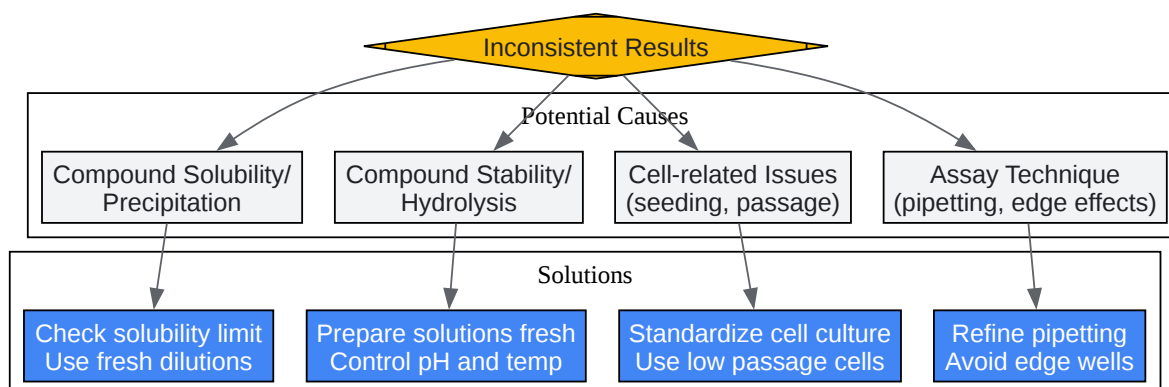 Inconsistent Results
Potential Causes
Compound Solubility/
Precipitation
Compound Stability/
Hydrolysis
Cell-related Issues
(seeding, passage)
Assay Technique
(pipetting, edge effects)
Solutions
Check solubility limit
Use fresh dilutions
Prepare solutions fresh
Control pH and temp
Standardize cell culture
Use low passage cells
Refine pipetting
Avoid edge wells